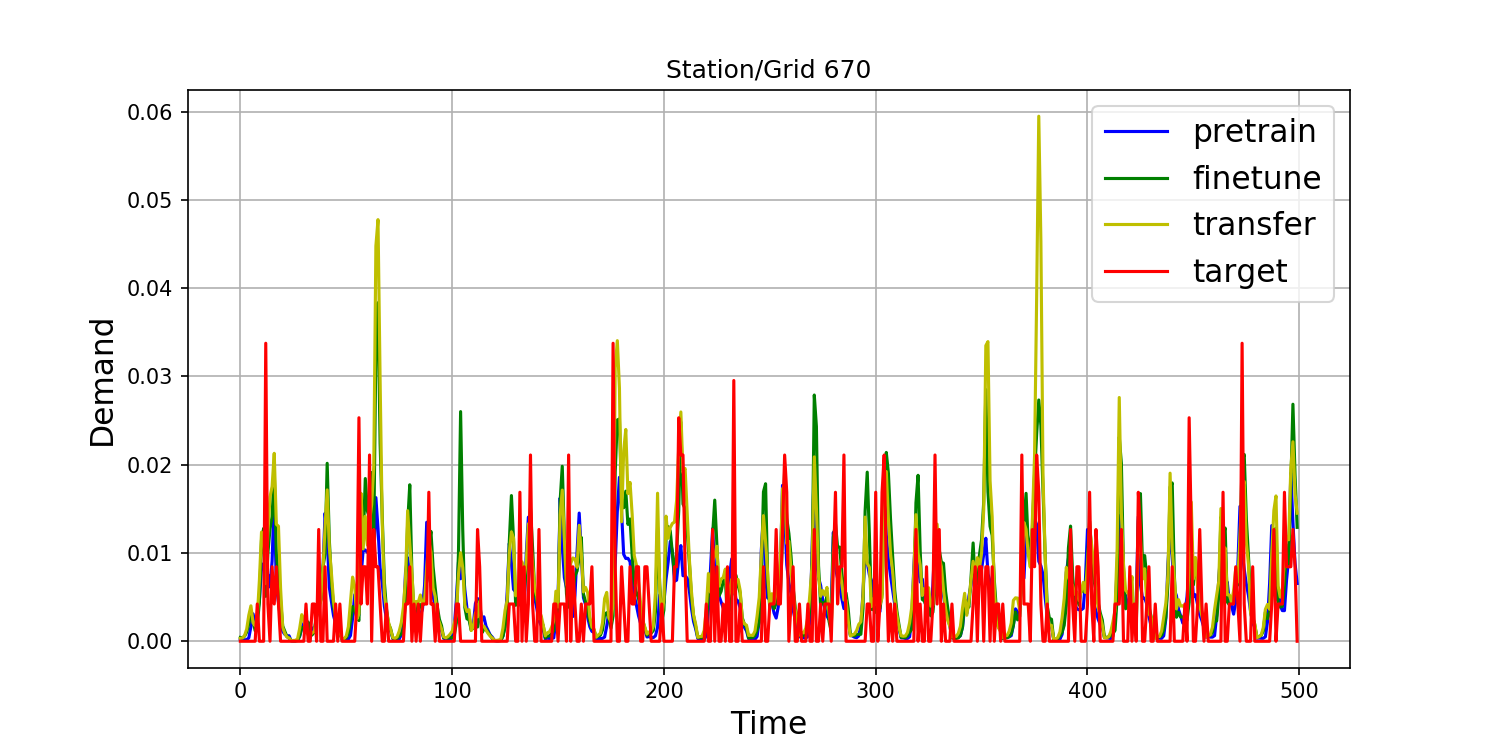 Station/Grid 670
0.06
0.05
0.04
0.03
0.02
0.01
0.00
Demand
pretrain
finetune
transfer
target
0 100 200 300 400 500
Time